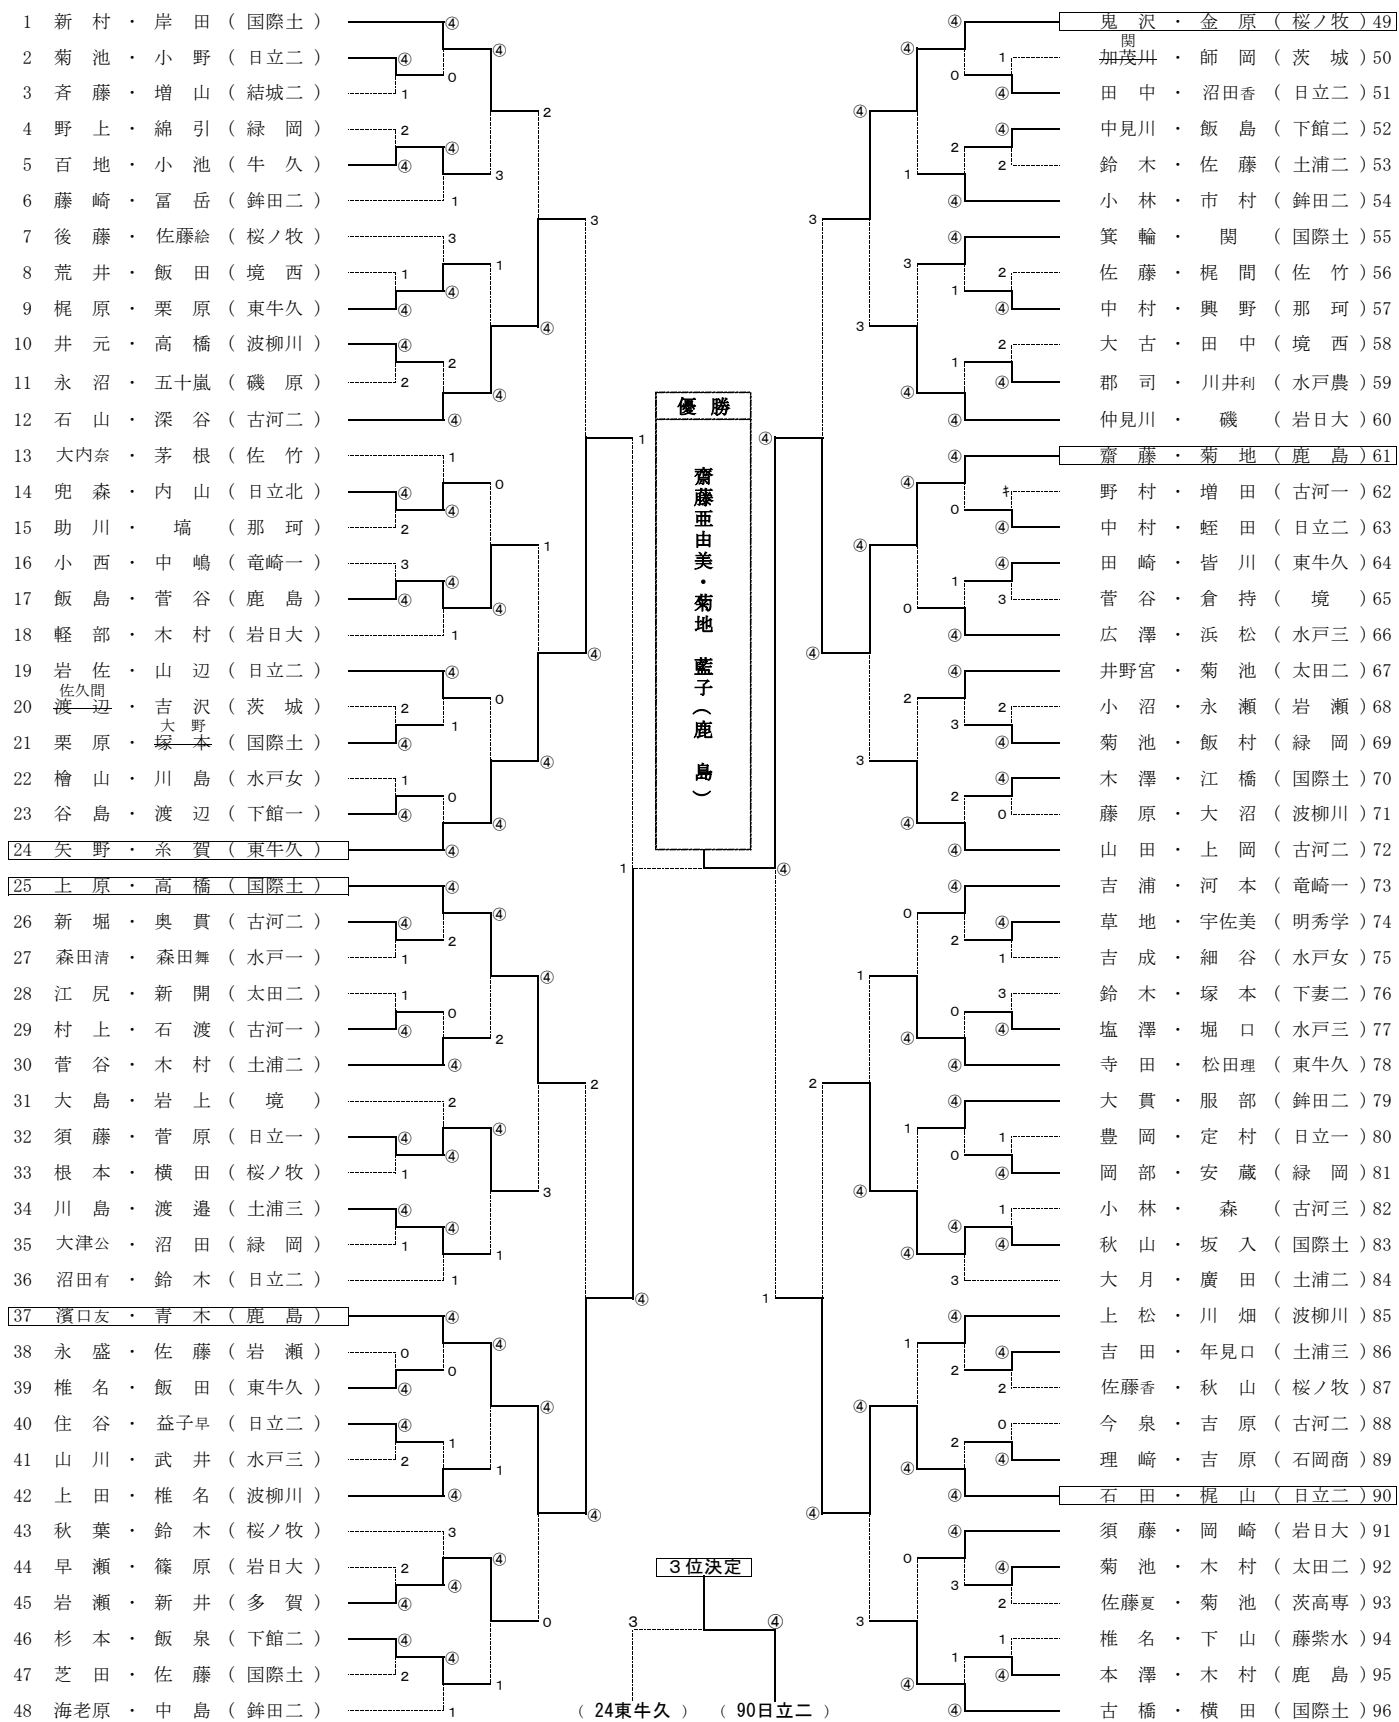 1 新村・岸田(国際土)
2 菊池・小野(日立二)
3 斉藤・増山(結城二)
4 野上・綿引(緑岡)
5 百地・小池(牛久)
6 藤崎・冨岳(鉾田二)
7 後藤・佐藤絵(桜ノ牧)
8 荒井・飯田(境西)
9 梶原・栗原(東牛久)
10 井元・高橋(波柳川)
11 永沼・五十嵐(磯原)
12 石山・深谷(古河二)
13 大内奈・茅根(佐竹)
14 兜森・内山(日立北)
15 助川・塙(那珂)
16 小西・中嶋(竜崎一)
17 飯島・菅谷(鹿島)
18 軽部・木村(岩日大)
19 岩佐・山辺(日立二)
佐久間
20 渡辺・吉沢(茨城)
大野
21 栗原・塚本(国際土)
22 檜山・川島(水戸女)
23 谷島・渡辺(下館一)
24 矢野・糸賀(東牛久)
25 上原・高橋(国際土)
26 新堀・奥貫(古河二)
27 森田清・森田舞(水戸一)
28 江尻・新開(太田二)
29 村上・石渡(古河一)
30 菅谷・木村(土浦二)
31 大島・岩上(境)
32 須藤・菅原(日立一)
33 根本・横田(桜ノ牧)
34 川島・渡邉(土浦三)
35 大津公・沼田(緑岡)
36 沼田有・鈴木(日立二)
37 濱口友・青木(鹿島)
38 永盛・佐藤(岩瀬)
39 椎名・飯田(東牛久)
40 住谷・益子早(日立二)
41 山川・武井(水戸三)
42 上田・椎名(波柳川)
43 秋葉・鈴木(桜ノ牧)
44 早瀬・篠原(岩日大)
45 岩瀬・新井(多賀)
46 杉本・飯泉(下館二)
47 芝田・佐藤(国際土)
48 海老原・中島(鉾田二)
優勝
齋藤亜由美・菊地 藍子(鹿 島)
3位決定
3 ④
(24東牛久) (90日立二)
鬼沢・金原(桜ノ牧)49
関
加茂川・師岡(茨城)50
田中・沼田香(日立二)51
中見川・飯島(下館二)52
鈴木・佐藤(土浦二)53
小林・市村(鉾田二)54
箕輪・関(国際土)55
佐藤・梶間(佐竹)56
中村・興野(那珂)57
大古・田中(境西)58
郡司・川井利(水戸農)59
仲見川・磯(岩日大)60
齋藤・菊地(鹿島)61
野村・増田(古河一)62
中村・蛭田(日立二)63
田崎・皆川(東牛久)64
菅谷・倉持(境)65
広澤・浜松(水戸三)66
井野宮・菊池(太田二)67
小沼・永瀬(岩瀬)68
菊池・飯村(緑岡)69
木澤・江橋(国際土)70
藤原・大沼(波柳川)71
山田・上岡(古河二)72
吉浦・河本(竜崎一)73
草地・宇佐美(明秀学)74
吉成・細谷(水戸女)75
鈴木・塚本(下妻二)76
塩澤・堀口(水戸三)77
寺田・松田理(東牛久)78
大貫・服部(鉾田二)79
豊岡・定村(日立一)80
岡部・安蔵(緑岡)81
小林・森(古河三)82
秋山・坂入(国際土)83
大月・廣田(土浦二)84
上松・川畑(波柳川)85
吉田・年見口(土浦三)86
佐藤香・秋山(桜ノ牧)87
今泉・吉原(古河二)88
理﨑・吉原(石岡商)89
石田・梶山(日立二)90
須藤・岡崎(岩日大)91
菊池・木村(太田二)92
佐藤夏・菊池(茨高専)93
椎名・下山(藤紫水)94
本澤・木村(鹿島)95
古橋・横田(国際土)96